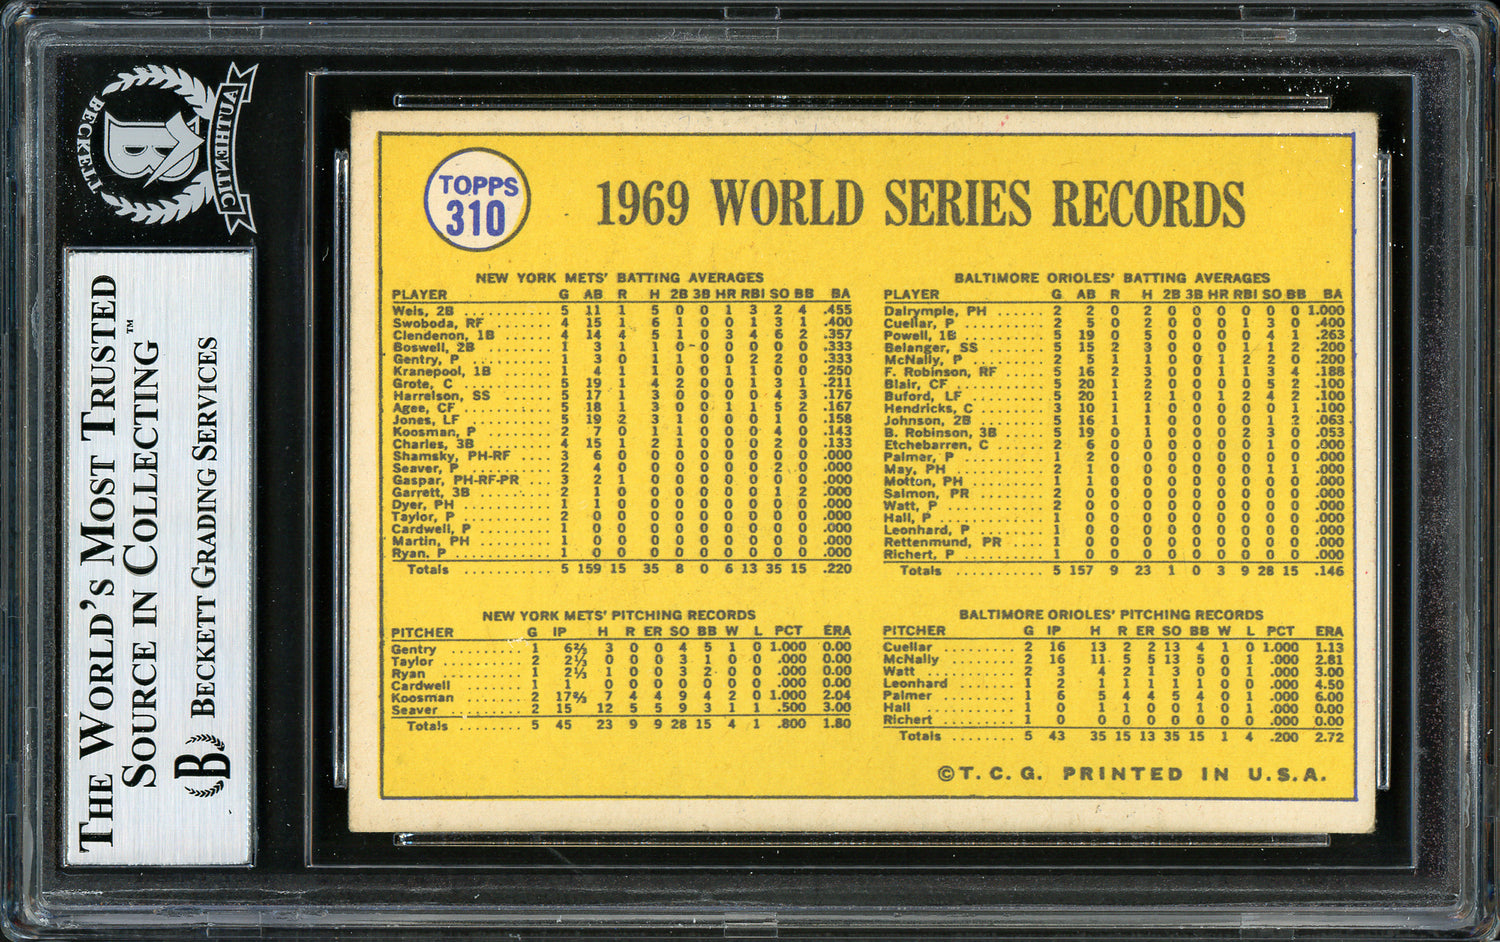 BECKETT
AUTHENTIC
B
THE WORLD'S MOST TRUSTED
SOURCE IN COLLECTING™
B BECKETT GRADING SERVICES
TOPPS
310
1969 WORLD SERIES RECORDS
NEW YORK METS' BATTING AVERAGES
PLAYER G AB R H 2B 3B HR RBI SO BB BA
Weis, 2B ........ 5 11 1 5 0 0 1 3 2 4 .455
Swoboda, RF ........ 4 15 1 6 1 0 0 1 3 1 .400
Clendenon, 1B ........ 4 14 4 5 1 0 3 4 6 2 .357
Boswell, 2B ........ 1 3 1 1 0 0 0 0 0 0 .333
Gentry, P ........ 1 3 0 1 1 0 0 2 2 0 .333
Kranepool, 1B ........ 1 4 1 1 0 0 1 1 0 0 .250
Grote, C ........ 5 19 1 4 2 0 0 1 3 1 .211
Harrelson, SS ........ 5 17 1 3 0 0 0 0 4 3 .176
Agee, CF ........ 5 18 1 3 0 0 1 1 5 2 .167
Jones, LF ........ 5 19 2 3 1 0 0 0 1 0 .158
Koosman, P ........ 2 7 0 1 1 0 0 0 4 0 .143
Charles, 3B ........ 4 15 1 2 1 0 0 0 2 0 .133
Shamsky, PH-RF .... 3 6 0 0 0 0 0 0 0 0 .000
Seaver, P ........ 2 4 0 0 0 0 0 0 2 0 .000
Gaspar, PH-RF-PR ... 3 2 1 0 0 0 0 0 0 0 .000
Garrett, 3B ........ 2 1 0 0 0 0 0 0 1 2 .000
Dyer, PH ........ 1 1 0 0 0 0 0 0 0 0 .000
Taylor, P ........ 2 0 0 0 0 0 0 0 0 0 .000
Cardwell, P ........ 1 0 0 0 0 0 0 0 0 0 .000
Martin, PH ........ 1 0 0 0 0 0 0 0 0 0 .000
Ryan, P ........ 1 0 0 0 0 0 0 0 0 0 .000
Totals ........ 5 159 15 35 8 0 6 13 35 15 .220
BALTIMORE ORIOLES' BATTING AVERAGES
PLAYER G AB R H 2B 3B HR RBI SO BB BA
Dalrymple, PH ...... 2 2 0 2 0 0 0 0 0 0 1.000
Cuellar, P ........ 2 5 0 2 0 0 0 1 3 0 .400
Powell, 1B ........ 5 19 0 5 0 0 0 0 4 1 .263
Belanger, SS ...... 5 15 2 3 0 0 0 1 1 2 .200
McNally, P ........ 2 5 1 1 0 0 1 2 2 0 .200
F. Robinson, RF .... 5 16 2 3 0 0 1 1 3 4 .188
Blair, CF ........ 5 20 1 2 0 0 0 0 5 2 .100
Buford, LF ........ 5 20 1 2 1 0 1 2 4 2 .100
Hendricks, C ...... 3 10 1 1 0 0 0 0 0 1 .100
Johnson, 2B ...... 5 16 1 1 0 0 0 0 1 2 .063
B. Robinson, 3B .... 5 19 0 1 0 0 0 2 3 0 .053
Etchebarren, C .... 2 6 0 0 0 0 0 0 1 0 .000
Palmer, P ........ 1 2 0 0 0 0 0 0 0 0 .000
May, PH ........ 2 1 0 0 0 0 0 0 1 1 .000
Motton, PH ........ 1 1 0 0 0 0 0 0 0 0 .000
Salmon, PR ........ 2 0 0 0 0 0 0 0 0 0 .000
Watt, P ........ 2 0 0 0 0 0 0 0 0 0 .000
Hall, P ........ 1 0 0 0 0 0 0 0 0 0 .000
Leonhard, P ...... 1 0 0 0 0 0 0 0 0 0 .000
Rettenmund, PR .... 1 0 0 0 0 0 0 0 0 0 .000
Richert, P ........ 1 0 0 0 0 0 0 0 0 0 .000
Totals ........ 5 157 9 23 1 0 3 9 28 15 .146
NEW YORK METS' PITCHING RECORDS
PITCHER G IP H R ER SO BB W L PCT ERA
Gentry ........ 1 6⅔ 3 0 0 4 5 1 0 1.000 0.00
Taylor ........ 2 2⅓ 0 0 0 3 1 0 0 .000 0.00
Ryan ........ 1 2⅓ 1 0 0 3 2 0 0 .000 0.00
Cardwell ........ 1 1 0 0 0 0 0 0 0 .000 0.00
Koosman ........ 2 17⅔ 7 4 4 9 4 2 0 1.000 2.04
Seaver ........ 2 15 12 5 5 9 3 1 1 .500 3.00
Totals ........ 5 45 23 9 9 28 15 4 1 .800 1.80
BALTIMORE ORIOLES' PITCHING RECORDS
PITCHER G IP H R ER SO BB W L PCT ERA
Cuellar ........ 2 16 13 2 2 13 4 1 0 1.000 1.13
McNally ........ 2 16 11 5 5 13 5 0 1 .000 2.81
Watt ........ 2 3 4 2 1 3 0 0 1 .000 3.00
Leonhard ........ 1 2 1 1 1 1 1 0 0 .000 4.50
Palmer ........ 1 6 5 4 4 5 4 0 1 .000 6.00
Hall ........ 1 0 1 1 0 0 1 0 1 .000 0.00
Richert ........ 1 0 0 0 0 0 0 0 0 .000 0.00
Totals ........ 5 43 35 15 13 35 15 1 4 .200 2.72
©T.C.G. PRINTED IN U.S.A.